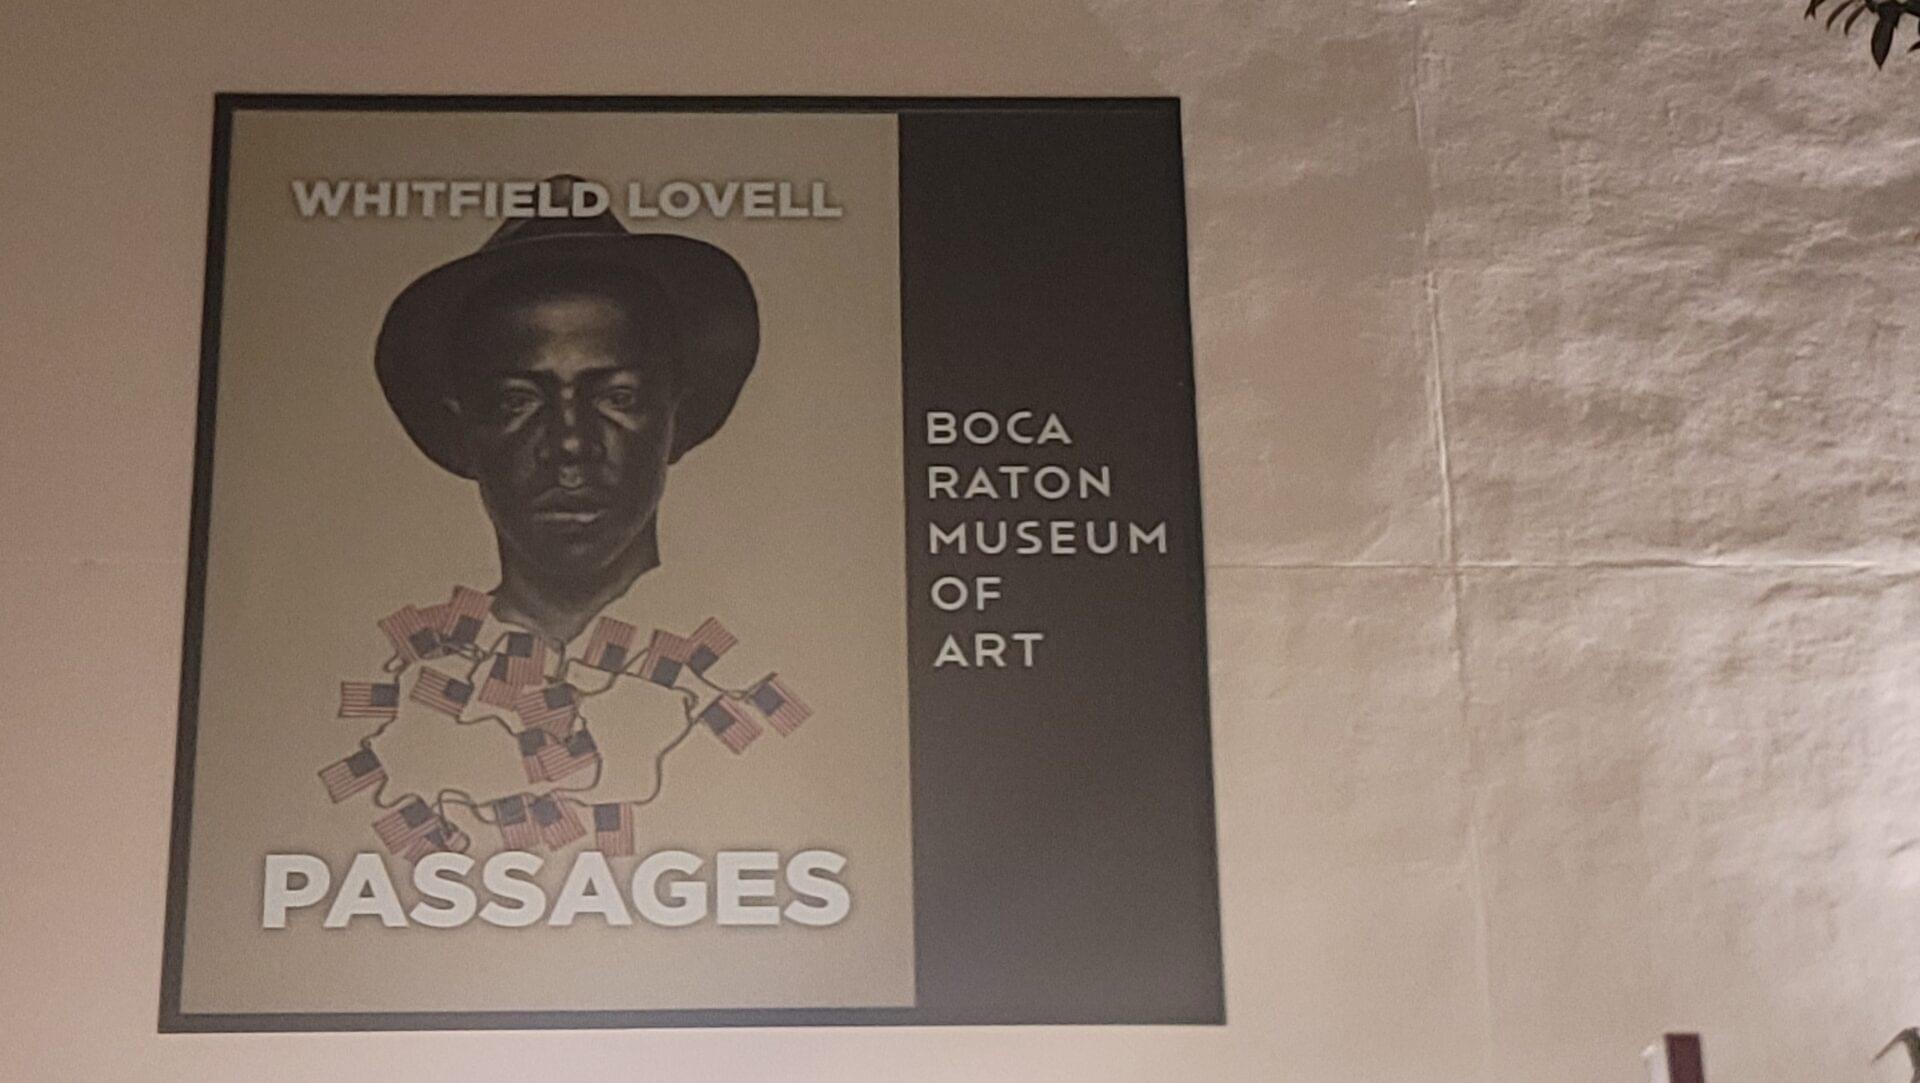 WHITFIELD LOVELL
PASSAGES
BOCA
RATON
MUSEUM
OF
ART